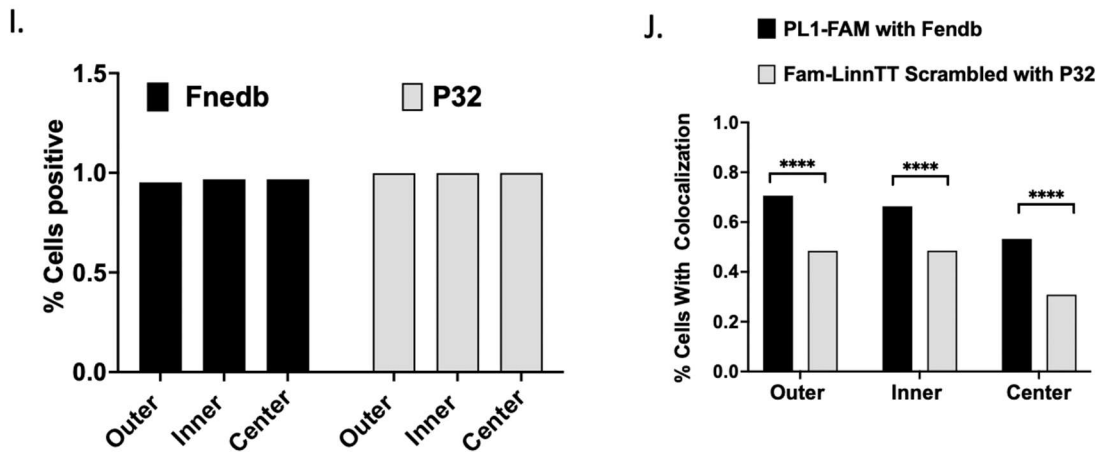 I.
% Cells positive
1.5
1.0
0.5
0.0
Fnedb
P32
Outer
Inner
Center
Outer
Inner
Center
J.
PL1-FAM with Fendb
Fam-LinnTT Scrambled with P32
% Cells With Colocalization
1.0
0.8
0.6
0.4
0.2
0.0
****
****
****
Outer
Inner
Center